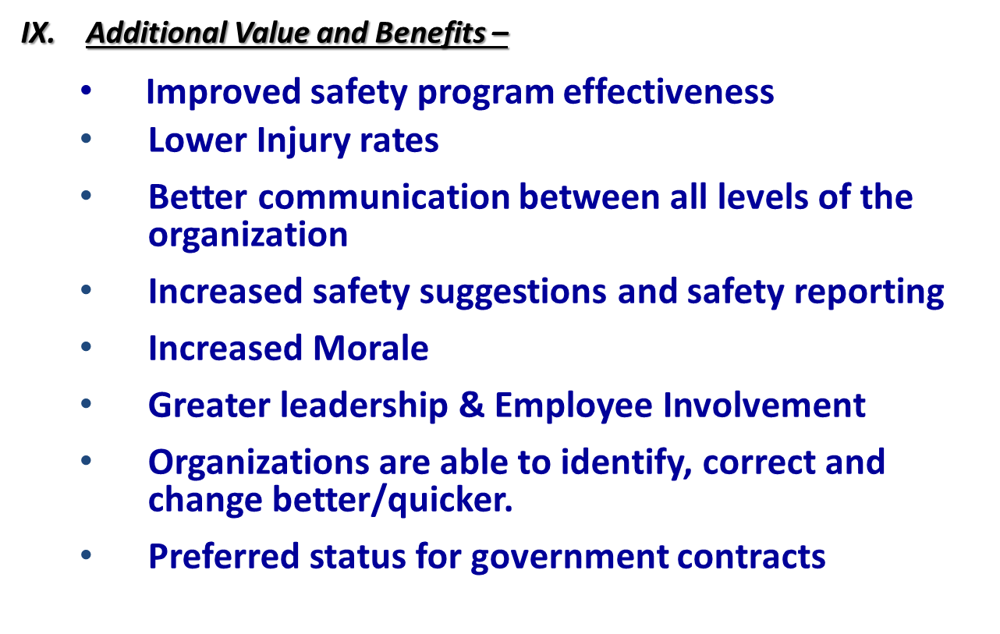 IX. Additional Value and Benefits –
• Improved safety program effectiveness
• Lower Injury rates
• Better communication between all levels of the
organization
• Increased safety suggestions and safety reporting
• Increased Morale
• Greater leadership & Employee Involvement
• Organizations are able to identify, correct and
change better/quicker.
• Preferred status for government contracts